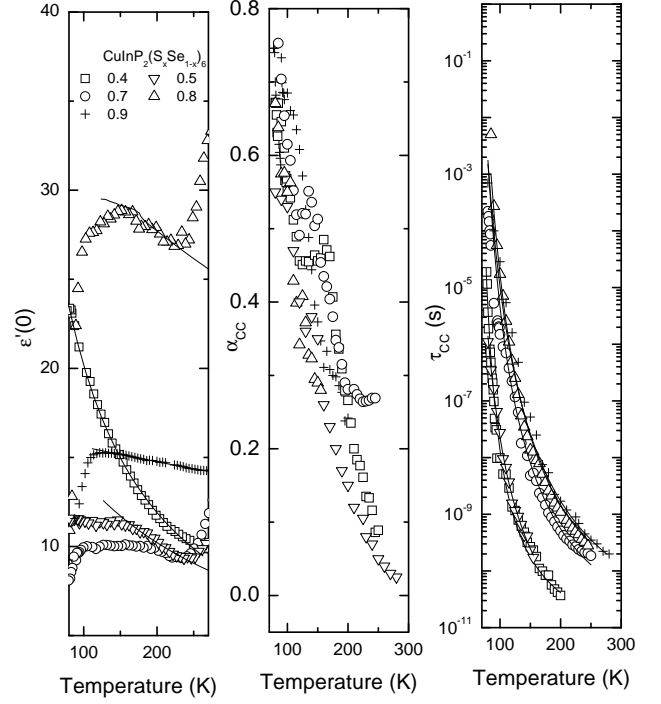 CuInP2(SxSe1-x)6
0.4 0.5
0.7 0.8
0.9
40
30
20
10
ε'(0)
100 200
Temperature (K)
0.8
0.6
0.4
0.2
0.0
αCC
100 200 300
Temperature (K)
10^-1
10^-3
10^-5
10^-7
10^-9
10^-11
τCC (s)
100 200 300
Temperature (K)